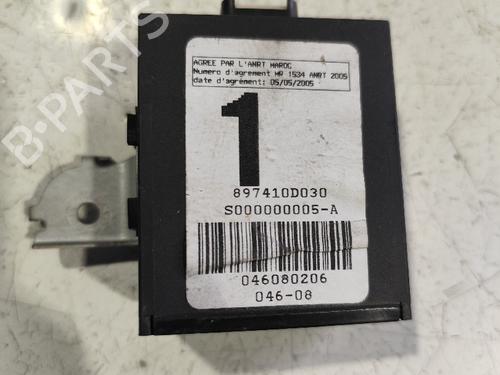 AGREE PAR L'ANRT MAROC
Numero d'agrement MR 1534 ANRT 2005
date d'agrément: 05/05/2005
1
897410D030
S000000005-A
046080206
046-08
B-PARTS